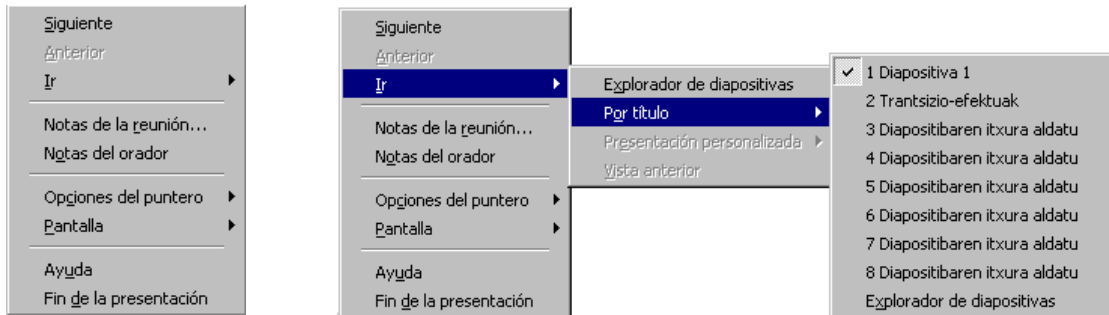 Siguiente
Anterior
Ir
Notas de la reunión...
Notas del orador
Opciones del puntero
Pantalla
Ayuda
Fin de la presentación
Siguiente
Anterior
Ir
Notas de la reunión...
Notas del orador
Opciones del puntero
Pantalla
Ayuda
Fin de la presentación
Explorador de diapositivas
Por título
Presentación personalizada
Vista anterior
1 Diapositiva 1
2 Trantsizio-efektuak
3 Diapositibaren itxura aldatu
4 Diapositibaren itxura aldatu
5 Diapositibaren itxura aldatu
6 Diapositibaren itxura aldatu
7 Diapositibaren itxura aldatu
8 Diapositibaren itxura aldatu
Explorador de diapositivas